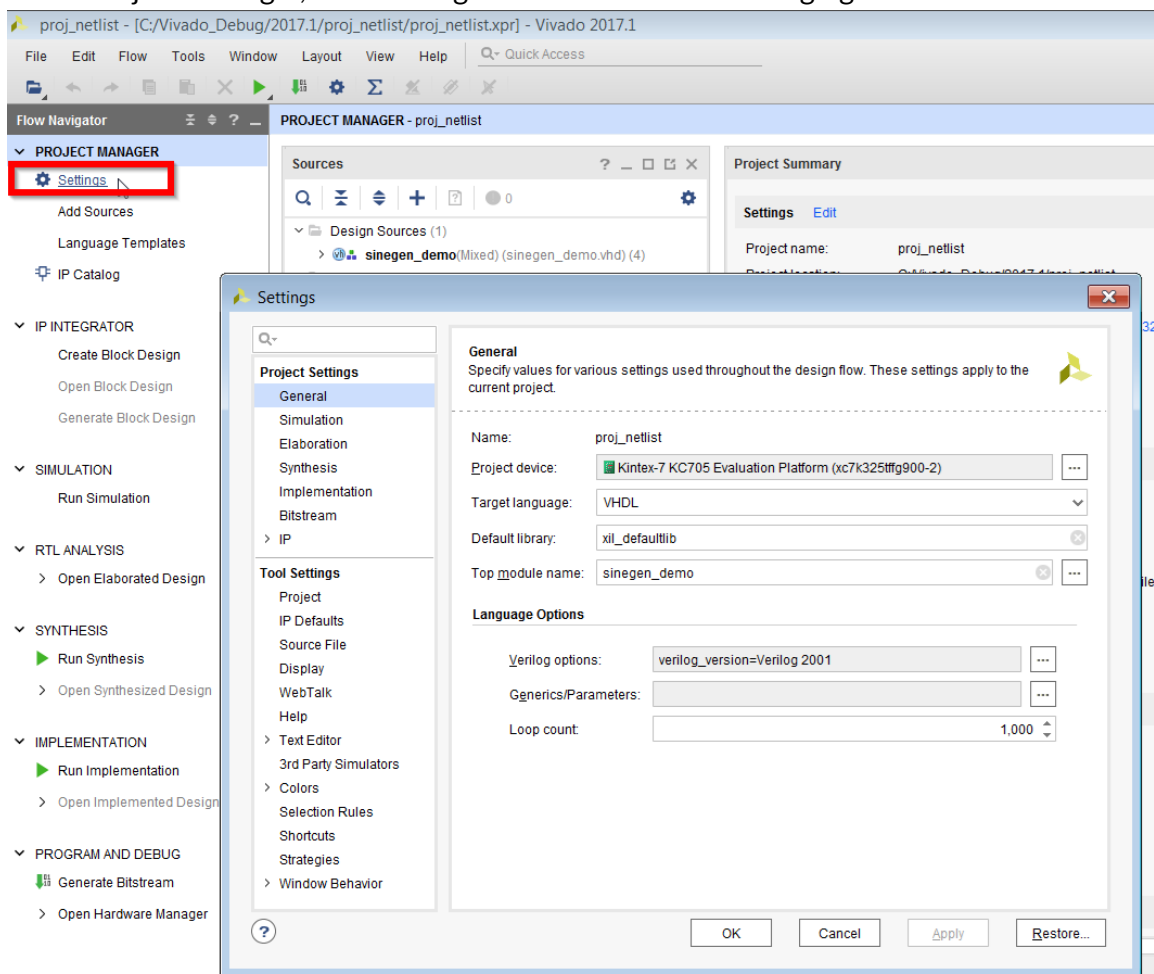 proj_netlist - [C:/Vivado_Debug/2017.1/proj_netlist/proj_netlist.xpr] - Vivado 2017.1
File Edit Flow Tools Window Layout View Help Quick Access
Flow Navigator ? PROJECT MANAGER - proj_netlist
PROJECT MANAGER
Settings
Add Sources
Language Templates
IP Catalog
IP INTEGRATOR
Create Block Design
Open Block Design
Generate Block Design
SIMULATION
Run Simulation
RTL ANALYSIS
Open Elaborated Design
SYNTHESIS
Run Synthesis
Open Synthesized Design
IMPLEMENTATION
Run Implementation
Open Implemented Design
PROGRAM AND DEBUG
Generate Bitstream
Open Hardware Manager
Sources ?
? 0
Design Sources (1)
sinegen_demo(Mixed) (sinegen_demo.vhd) (4)
Project Summary
Settings Edit
Project name: proj_netlist
Settings
Project Settings
General
Simulation
Elaboration
Synthesis
Implementation
Bitstream
IP
Tool Settings
Project
IP Defaults
Source File
Display
WebTalk
Help
Text Editor
3rd Party Simulators
Colors
Selection Rules
Shortcuts
Strategies
Window Behavior
General
Specify values for various settings used throughout the design flow. These settings apply to the
current project.
Name: proj_netlist
Project device: Kintex-7 KC705 Evaluation Platform (xc7k325tffg900-2)
Target language: VHDL
Default library: xil_defaultlib
Top module name: sinegen_demo
Language Options
Verilog options: verilog_version=Verilog 2001
Generics/Parameters:
Loop count: 1,000
? OK Cancel Apply Restore...